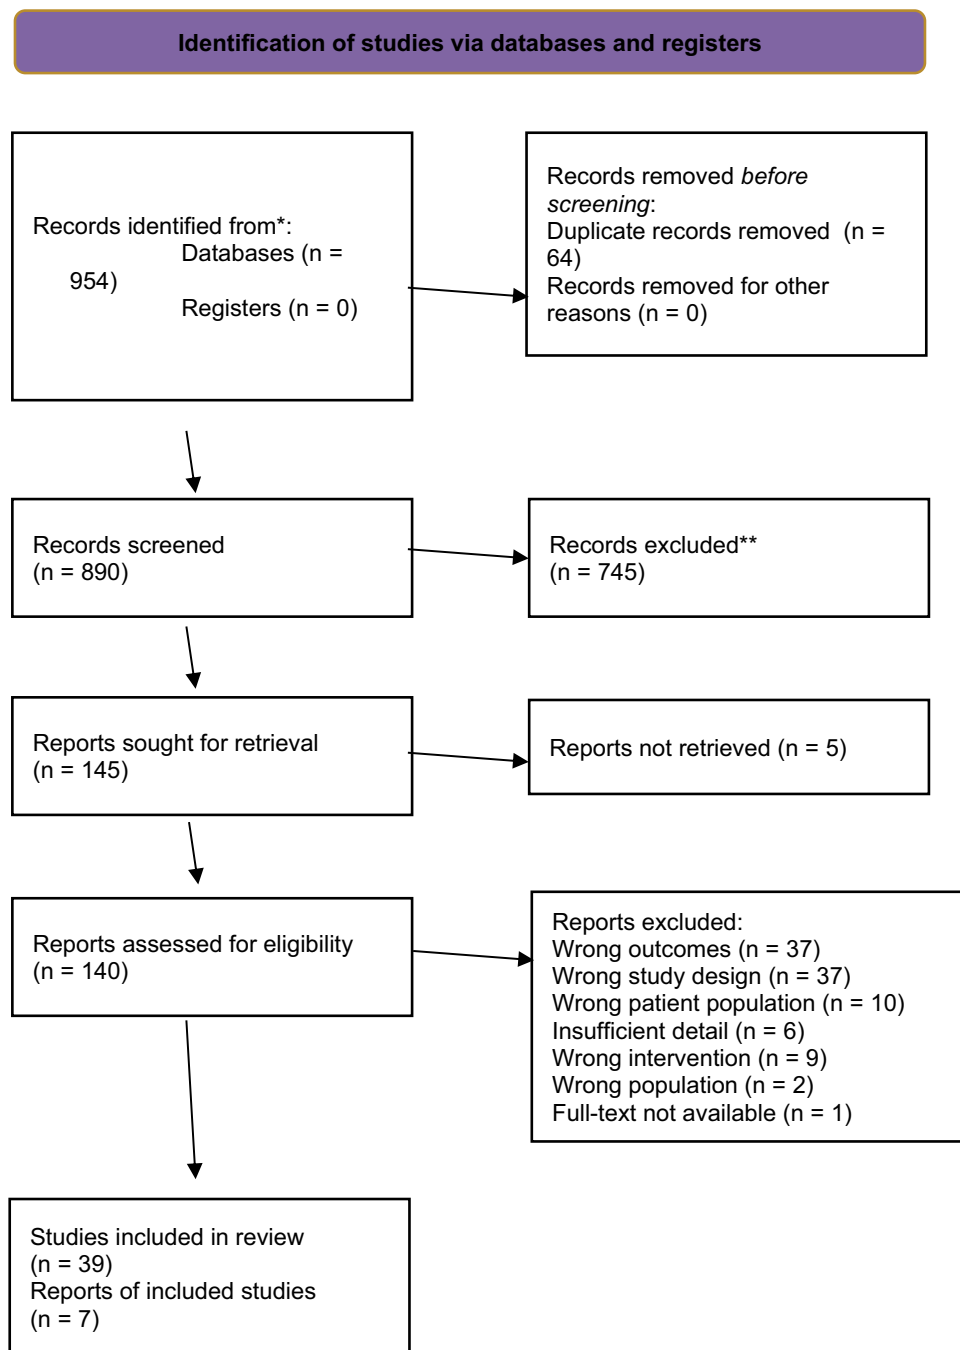 Identification of studies via databases and registers
Records identified from*:
Databases (n =
954)
Registers (n = 0)
Records removed before
screening:
Duplicate records removed (n =
64)
Records removed for other
reasons (n = 0)
Records screened
(n = 890)
Records excluded**
(n = 745)
Reports sought for retrieval
(n = 145)
Reports not retrieved (n = 5)
Reports assessed for eligibility
(n = 140)
Reports excluded:
Wrong outcomes (n = 37)
Wrong study design (n = 37)
Wrong patient population (n = 10)
Insufficient detail (n = 6)
Wrong intervention (n = 9)
Wrong population (n = 2)
Full-text not available (n = 1)
Studies included in review
(n = 39)
Reports of included studies
(n = 7)